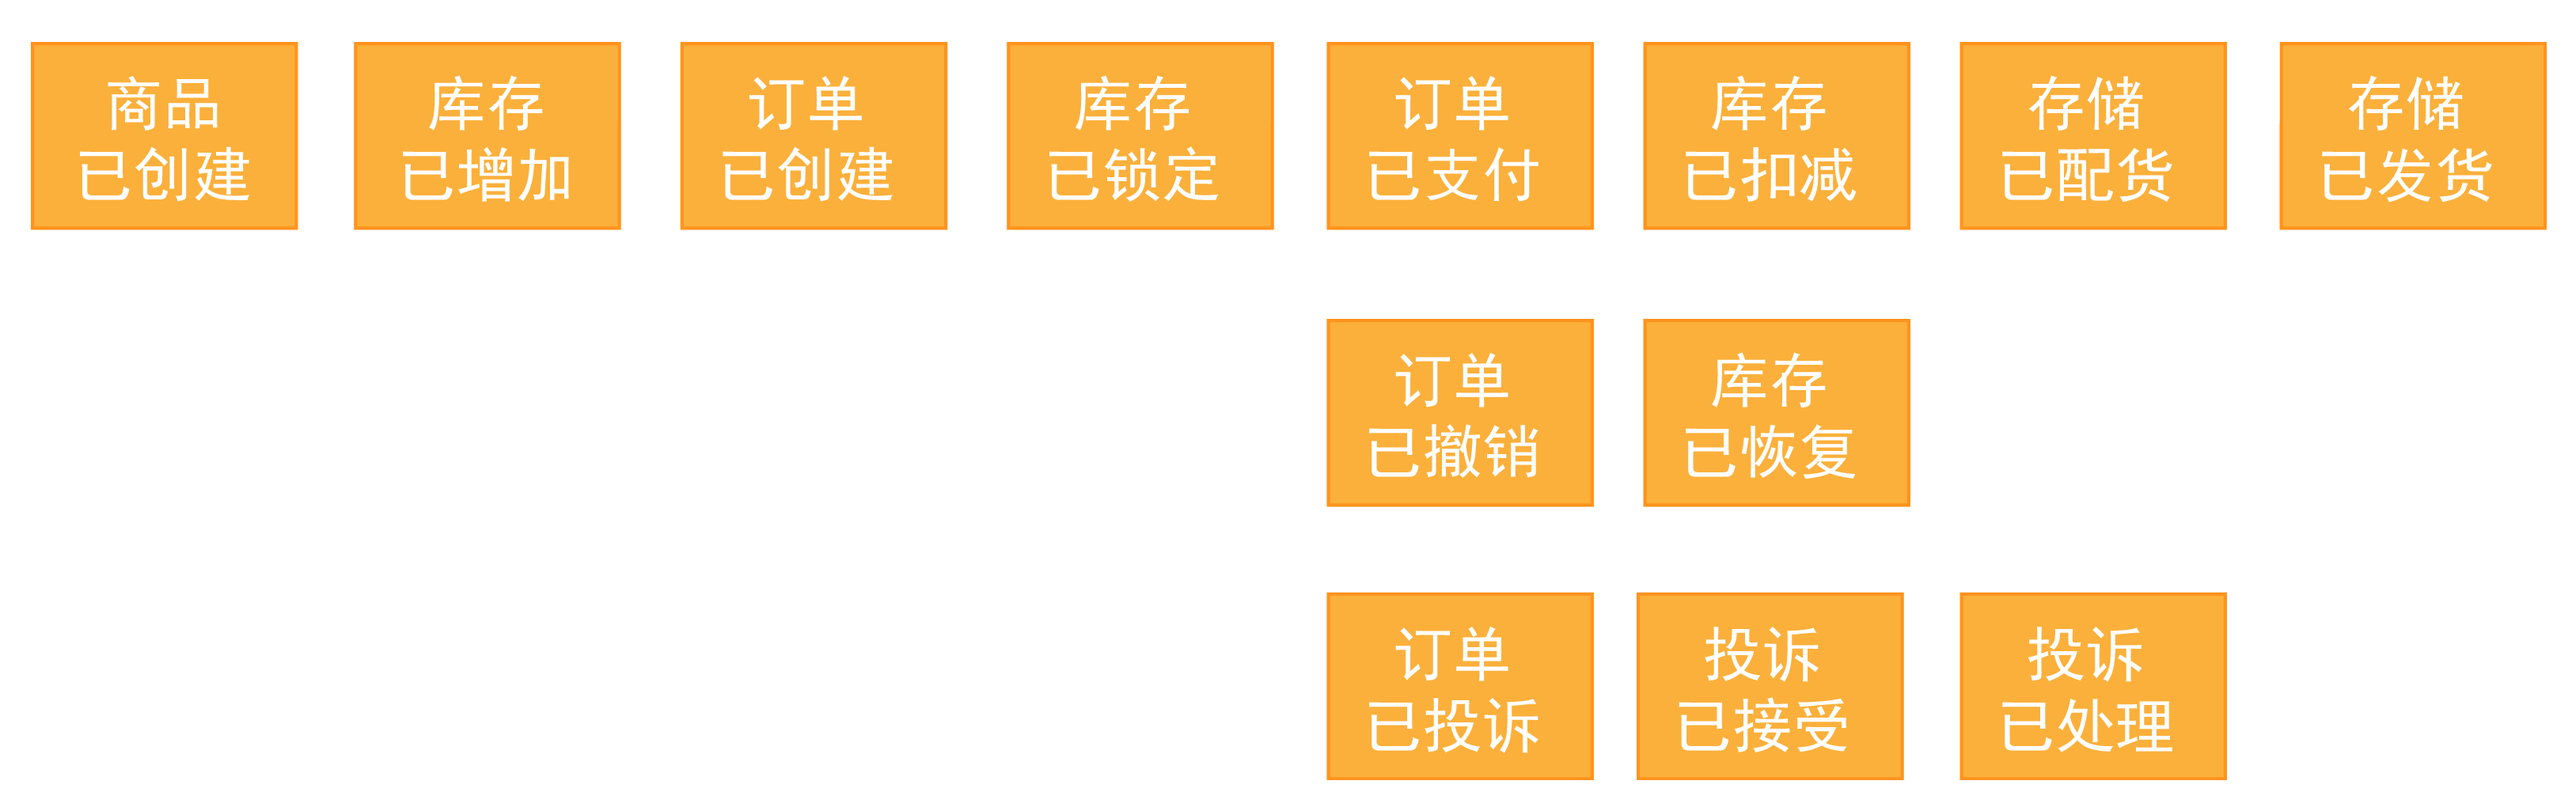 商品
已创建
库存
已增加
订单
已创建
库存
已锁定
订单
已支付
库存
已扣减
存储
已配货
存储
已发货
订单
已撤销
库存
已恢复
订单
已投诉
投诉
已接受
投诉
已处理